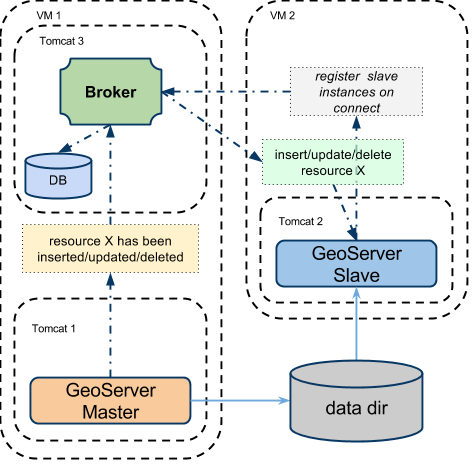 VM 1
VM 2
Tomcat 3
Broker
register slave
instances on
connect
insert/update/delete
resource X
DB
Tomcat 2
resource X has been
inserted/updated/deleted
GeoServer
Slave
Tomcat 1
GeoServer
Master
data dir